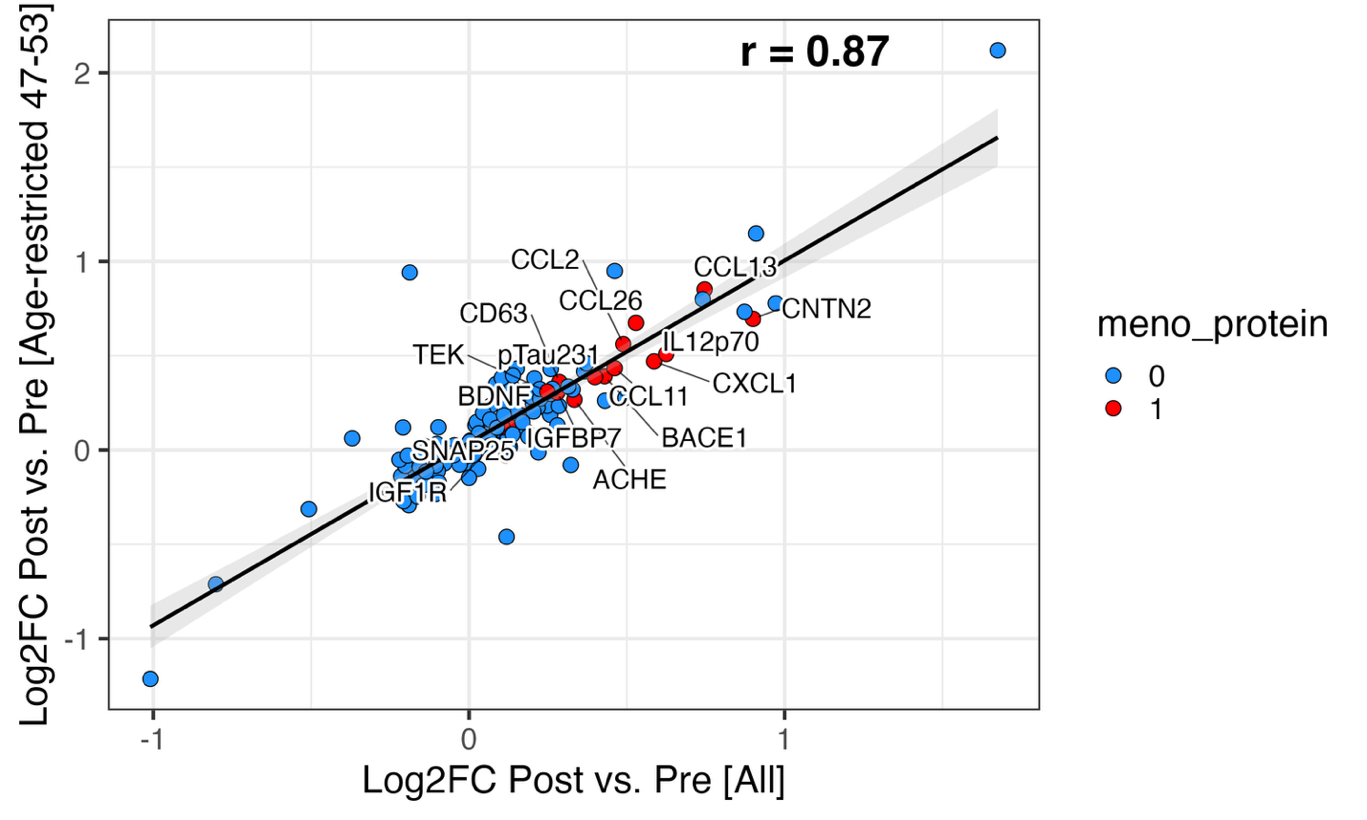 r = 0.87
Log2FC Post vs. Pre [Age-restricted 47-53]
2
1
0
-1
CCL2
CCL13
CCL26
CD63
CNTN2
TEK
pTau231
IL12p70
BDNF
CCL11
CXCL1
SNAP25
IGFBP7
BACE1
IGF1R
ACHE
-1
0
1
Log2FC Post vs. Pre [All]
meno_protein
0
1